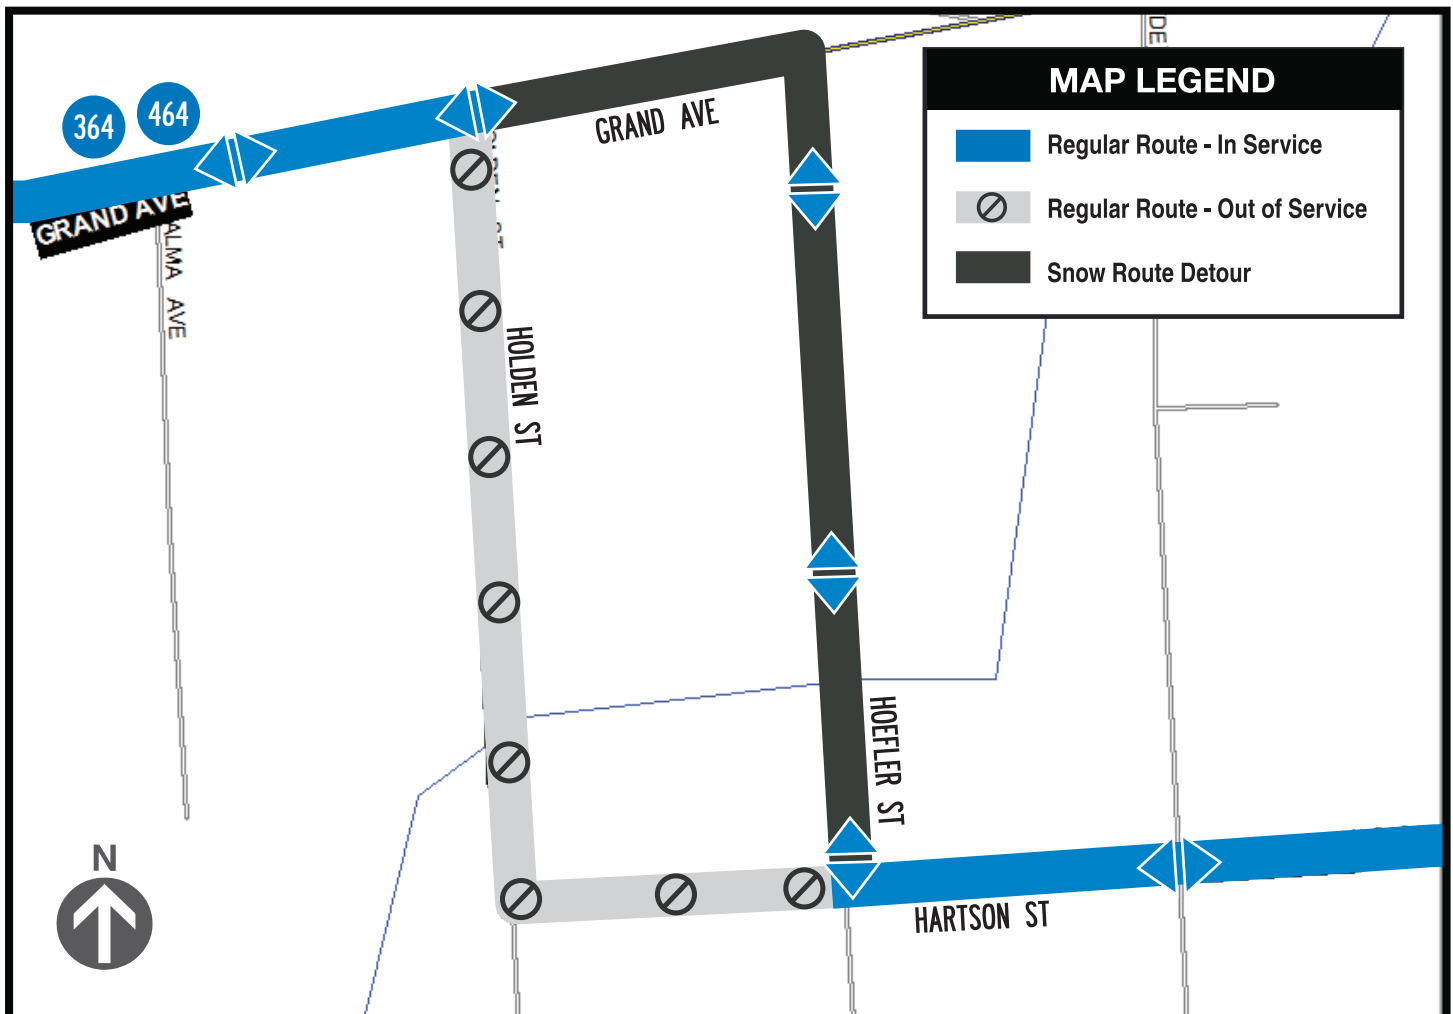 DE
MAP LEGEND
Regular Route - In Service
Regular Route - Out of Service
Snow Route Detour
364
464
GRAND AVE
GRAND AVE
ALMA AVE
HOLDEN ST
HOEFLER ST
HARTSON ST
N